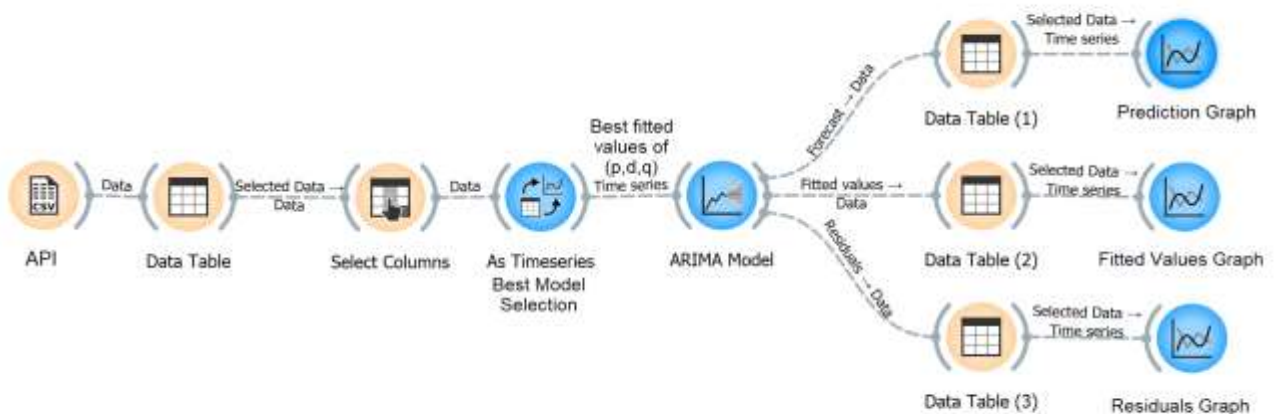 Selected Data →
Time series
Data Table (1)
Prediction Graph
Forecast → Data
Best fitted
values of
(p,d,q)
Time series
CSV
Data
Selected Data →
Data
Data
Fitted values →
Data
Selected Data →
Time series
API
Data Table
Select Columns
As Timeseries
Best Model
Selection
ARIMA Model
Data Table (2)
Fitted Values Graph
Residuals → Data
Selected Data →
Time series
Data Table (3)
Residuals Graph